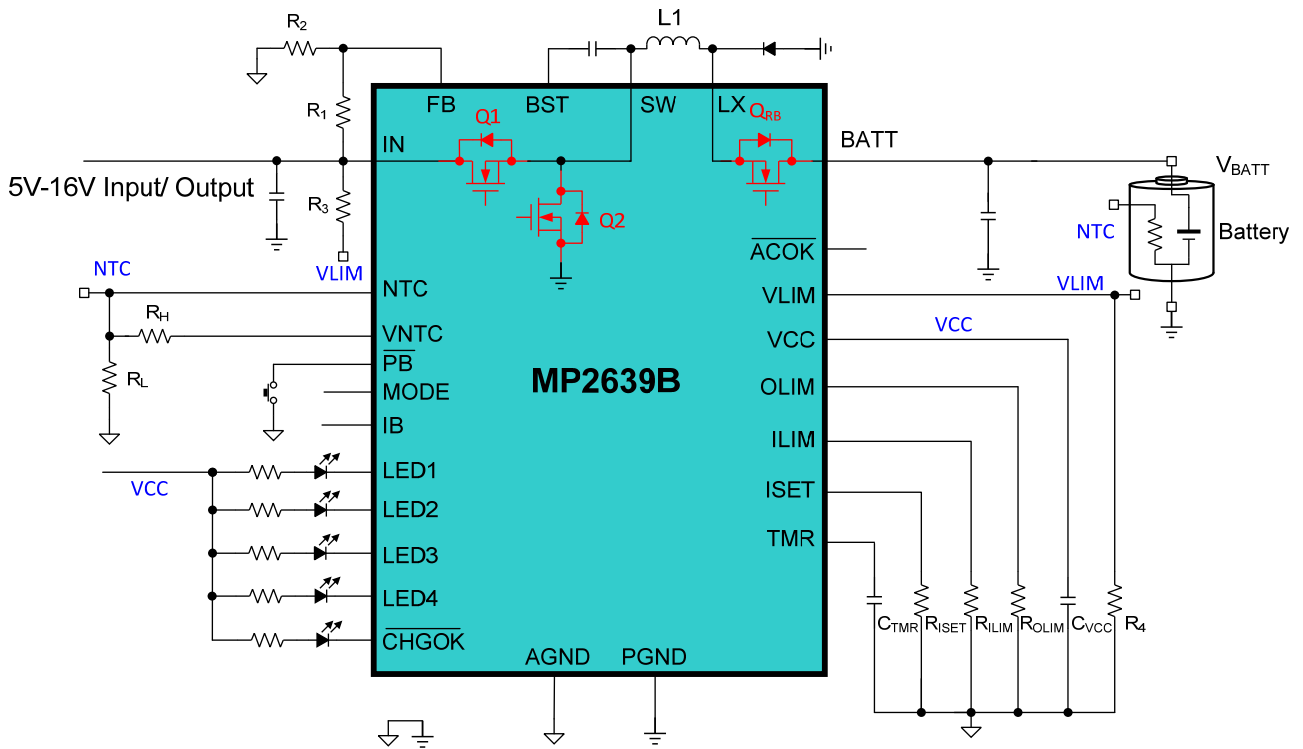 R2
L1
FB
BST
SW
LX
R1
Q1
QRB
IN
BATT
5V-16V Input/ Output
R3
Q2
VBATT
NTC
Battery
ACOK
VLIM
NTC
NTC
VLIM
VLIM
RH
VNTC
VCC
VCC
PB
RL
MODE
MP2639B
OLIM
IB
ILIM
LED1
VCC
ISET
LED2
TMR
LED3
LED4
CTMR
RISET
RILIM
ROLIM
CVCC
R4
CHGOK
AGND
PGND